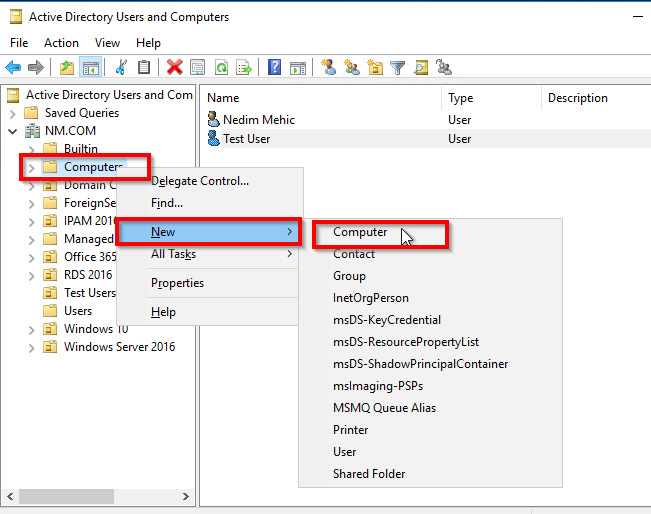 Active Directory Users and Computers
File Action View Help
Active Directory Users and Com
Saved Queries
NM.COM
Builtin
Computers
Domain C
ForeignSe
IPAM 2016
Managed
Office 365
RDS 2016
Test Users
Users
Windows 10
Windows Server 2016
Name Type Description
Nedim Mehic User
Test User User
Delegate Control...
Find...
New
All Tasks
Properties
Help
Computer
Contact
Group
InetOrgPerson
msDS-KeyCredential
msDS-ResourcePropertyList
msDS-ShadowPrincipalContainer
msImaging-PSPs
MSMQ Queue Alias
Printer
User
Shared Folder